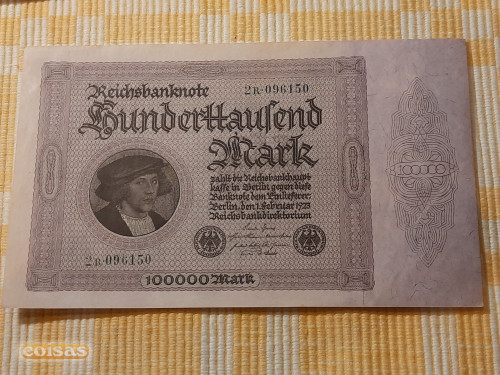 Reichsbanknote
2R·096150
Hunderttausend
Mark
zahlt die Reichsbankhaupt-
kasse in Berlin gegen diese
Banknote dem Einlieferer.
Berlin, den 1. Februar 1923
Reichsbankdirektorium
2R·096150
100000 Mark
100000
coisas